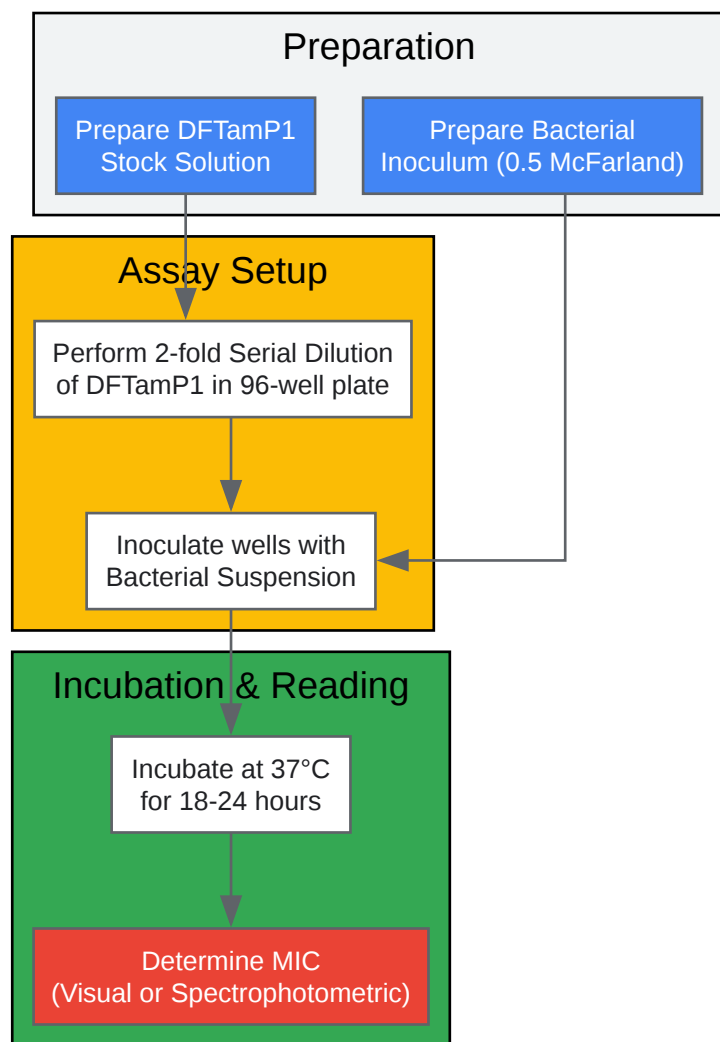 Preparation
Prepare DFTamP1
Stock Solution
Prepare Bacterial
Inoculum (0.5 McFarland)
Assay Setup
Perform 2-fold Serial Dilution
of DFTamP1 in 96-well plate
Inoculate wells with
Bacterial Suspension
Incubation & Reading
Incubate at 37°C
for 18-24 hours
Determine MIC
(Visual or Spectrophotometric)